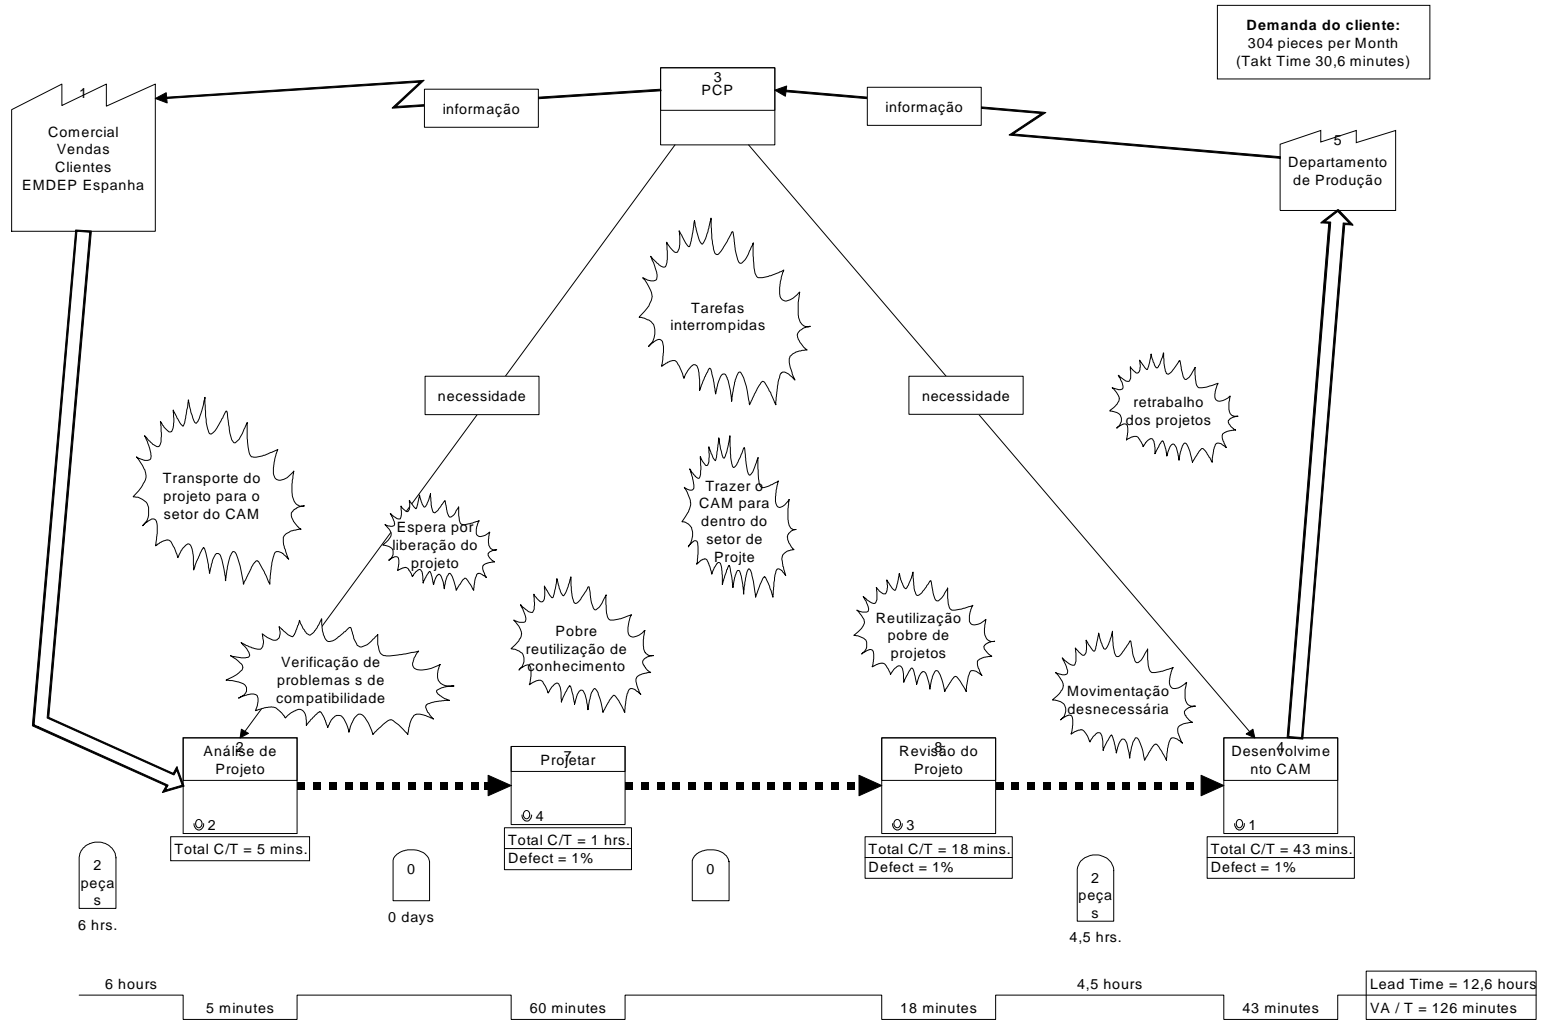 Demanda do cliente:
304 pieces per Month
(Takt Time 30,6 minutes)
1
Comercial
Vendas
Clientes
EMDEP Espanha
informação
3
PCP
informação
5
Departamento
de Produção
Tarefas
interrompidas
necessidade
necessidade
retrabalho
dos projetos
Transporte do
projeto para o
setor do CAM
Espera por
liberação do
projeto
Trazer o
CAM para
dentro do
setor de
Projte
Pobre
reutilização de
conhecimento
Reutilização
pobre de
projetos
Verificação de
problemas s de
compatibilidade
Movimentação
desnecessária
2
Análise de
Projeto
2
Total C/T = 5 mins.
7
Projetar
4
Total C/T = 1 hrs.
Defect = 1%
8
Revisão do
Projeto
3
Total C/T = 18 mins.
Defect = 1%
4
Desenvolvime
nto CAM
1
Total C/T = 43 mins.
Defect = 1%
2
peça
s
6 hrs.
0
0 days
0
2
peça
s
4,5 hrs.
6 hours
5 minutes
60 minutes
18 minutes
4,5 hours
43 minutes
Lead Time = 12,6 hours
VA / T = 126 minutes